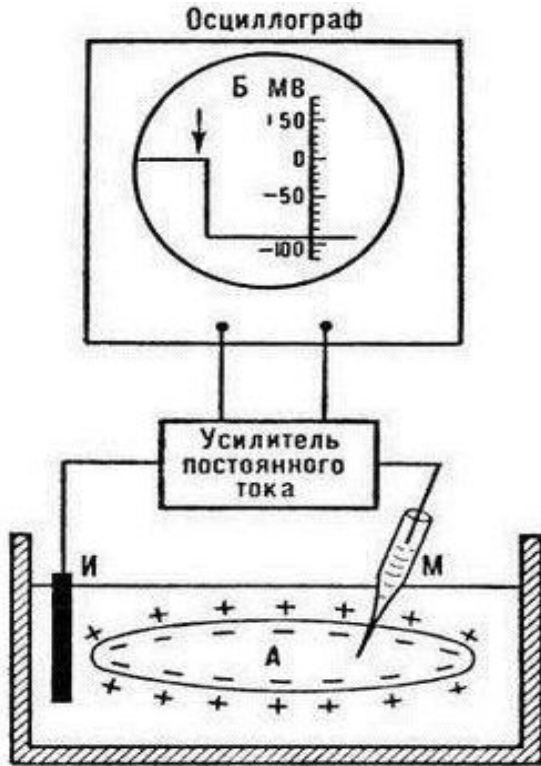 Осциллограф
Б МВ
+50
0
−50
−100
Усилитель
постоянного
тока
И
М
А